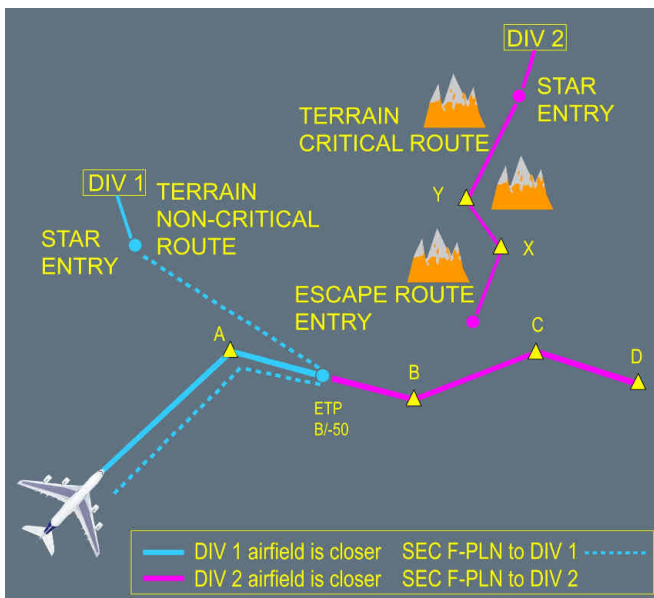 DIV 2
STAR
ENTRY
TERRAIN
CRITICAL ROUTE
DIV 1
TERRAIN
NON-CRITICAL
ROUTE
STAR
ENTRY
Y
X
ESCAPE ROUTE
ENTRY
A
B
C
D
ETP
B/-50
DIV 1 airfield is closer SEC F-PLN to DIV 1
DIV 2 airfield is closer SEC F-PLN to DIV 2